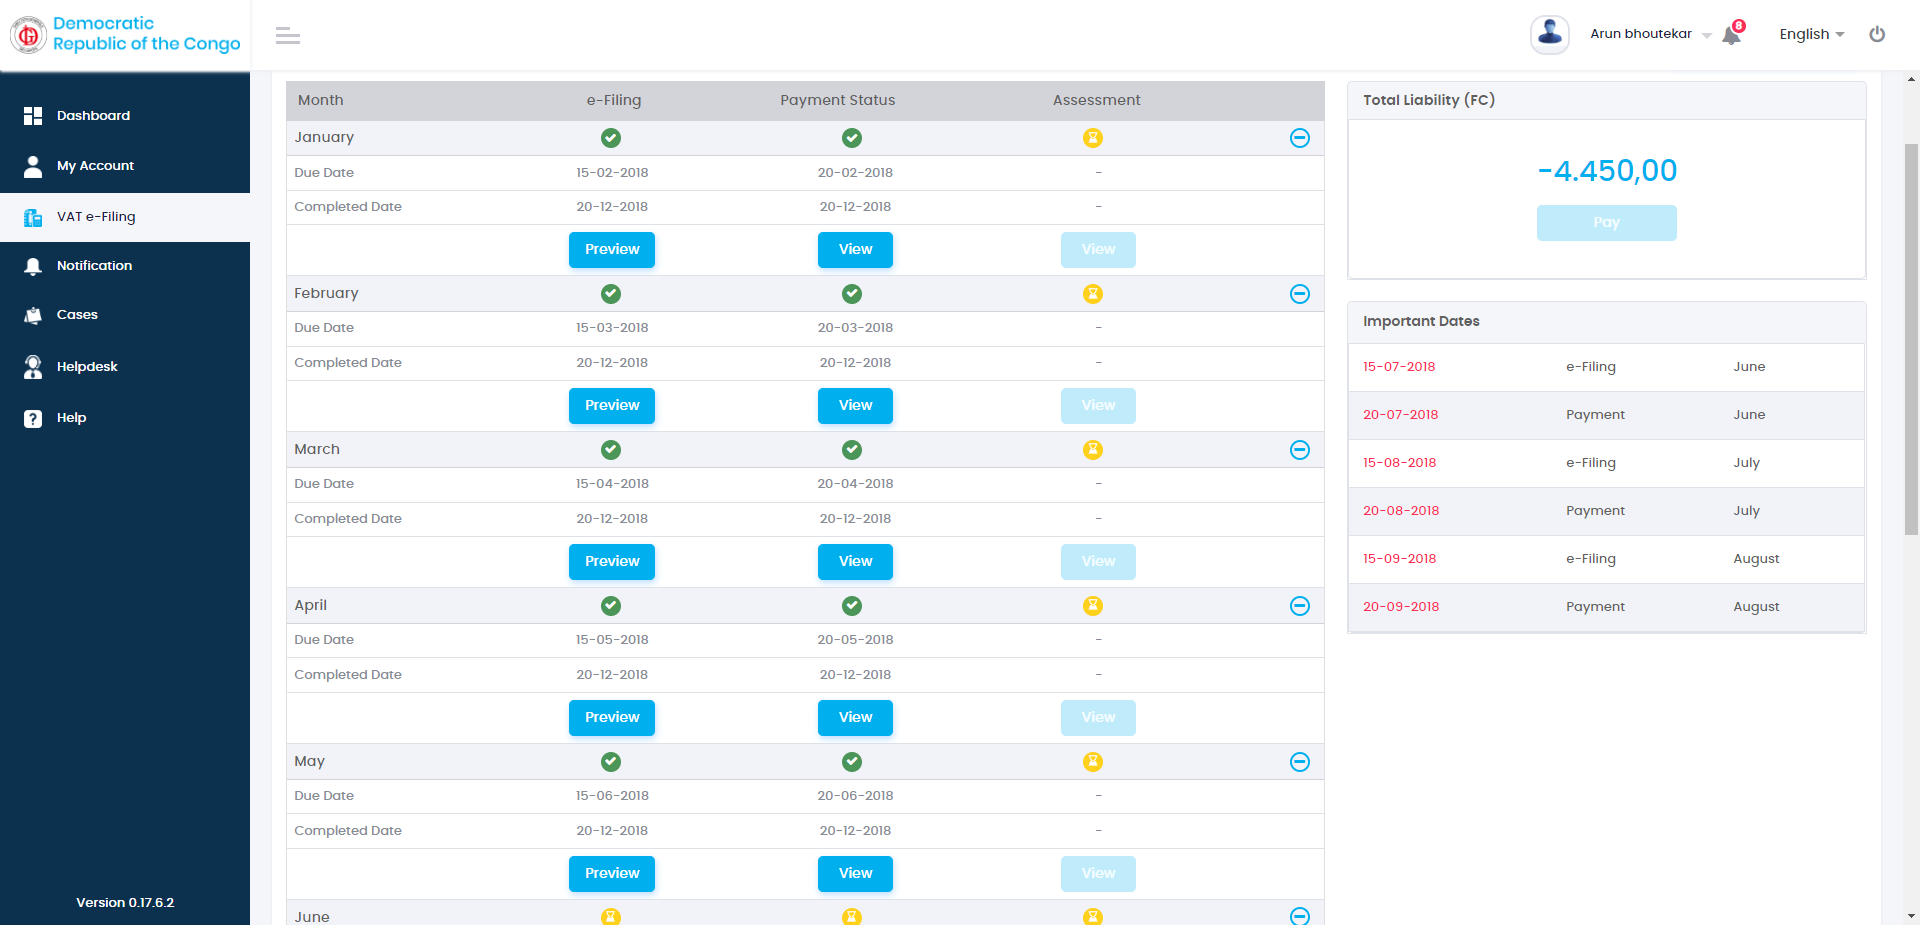 Democratic
Republic of the Congo
Arun bhoutekar
8
English
Dashboard
My Account
VAT e-Filing
Notification
Cases
Helpdesk
? Help
Version 0.17.6.2
Month e-Filing Payment Status Assessment
January
Due Date 15-02-2018 20-02-2018 -
Completed Date 20-12-2018 20-12-2018 -
Preview View View
February
Due Date 15-03-2018 20-03-2018 -
Completed Date 20-12-2018 20-12-2018 -
Preview View View
March
Due Date 15-04-2018 20-04-2018 -
Completed Date 20-12-2018 20-12-2018 -
Preview View View
April
Due Date 15-05-2018 20-05-2018 -
Completed Date 20-12-2018 20-12-2018 -
Preview View View
May
Due Date 15-06-2018 20-06-2018 -
Completed Date 20-12-2018 20-12-2018 -
Preview View View
June
Total Liability (FC)
-4.450,00
Pay
Important Dates
15-07-2018 e-Filing June
20-07-2018 Payment June
15-08-2018 e-Filing July
20-08-2018 Payment July
15-09-2018 e-Filing August
20-09-2018 Payment August